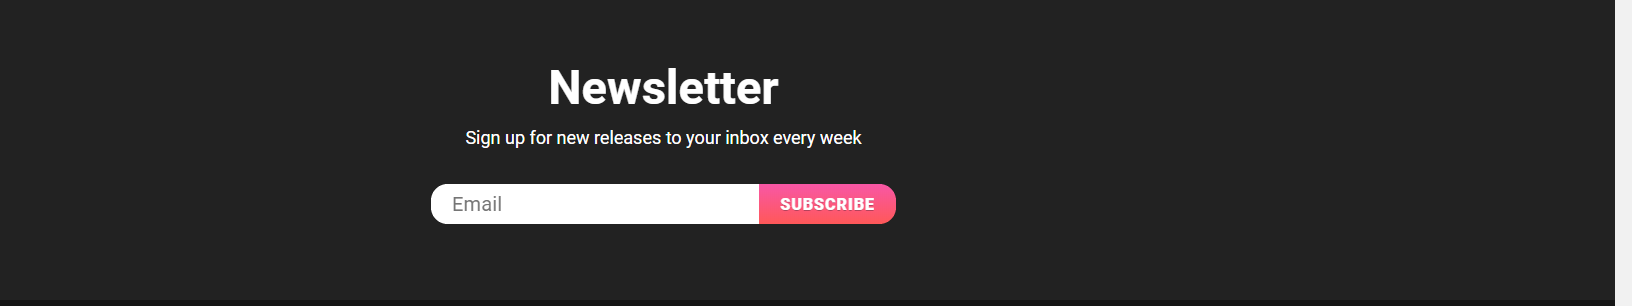 Newsletter
Sign up for new releases to your inbox every week
Email
SUBSCRIBE